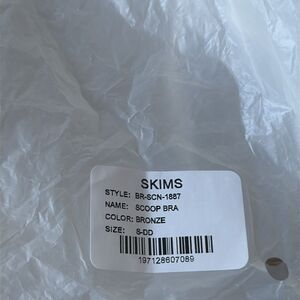 SKIMS
STYLE: BR-SCN-1887
NAME: SCOOP BRA
COLOR: BRONZE
SIZE: S-DD
197128607089